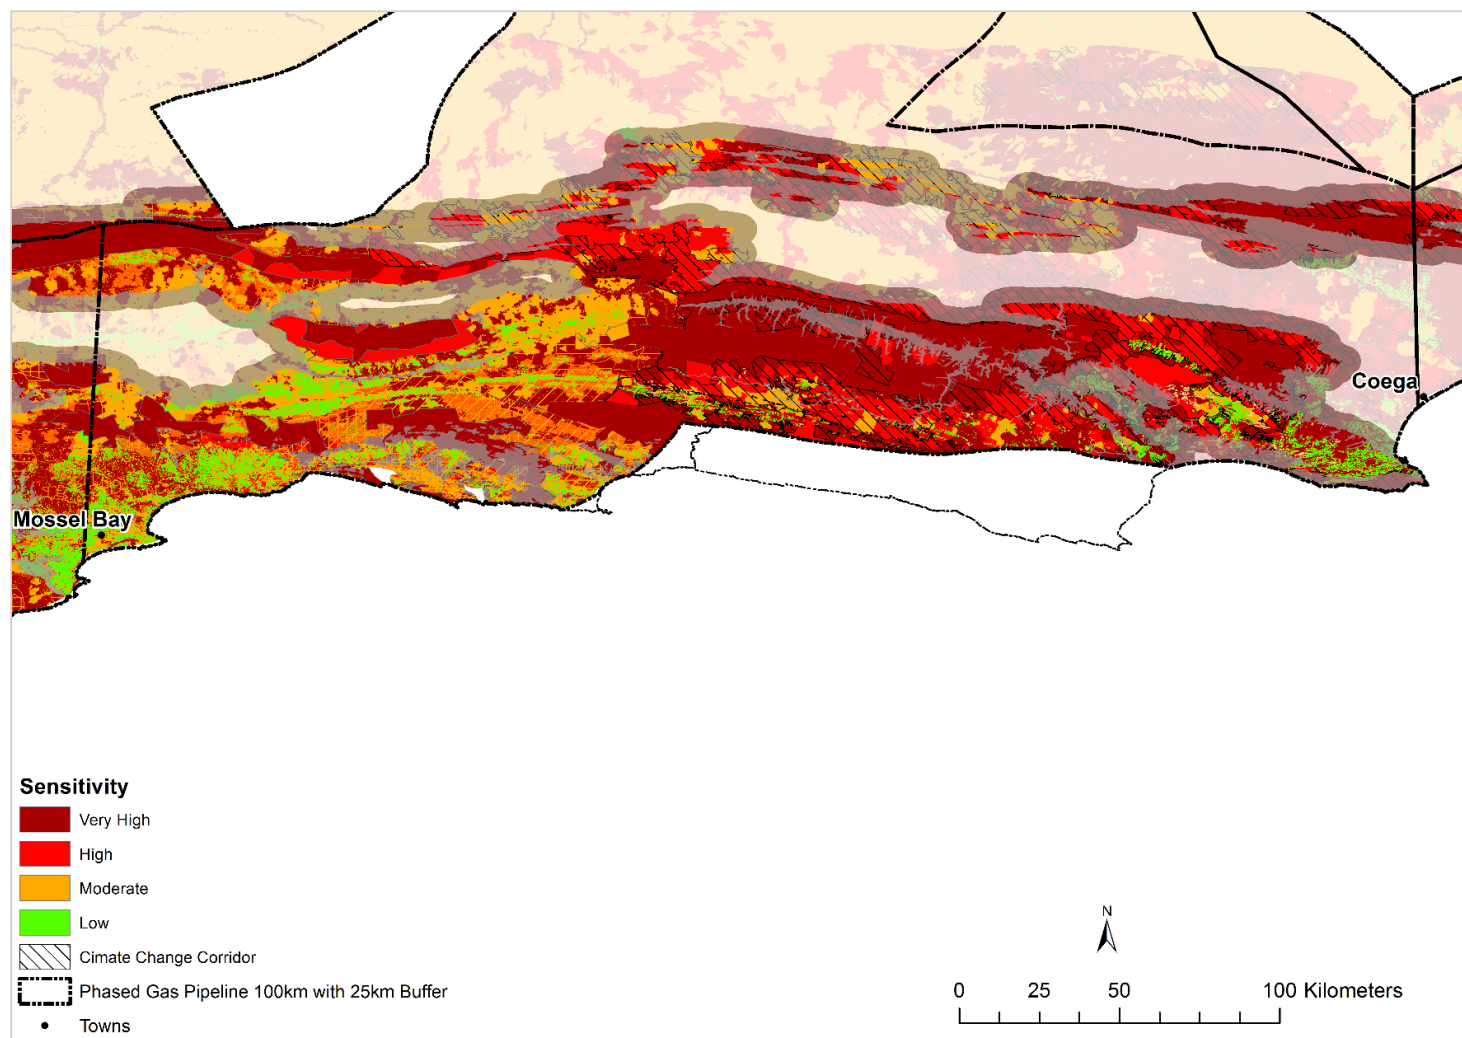 Coega
Mossel Bay
Sensitivity
Very High
High
Moderate
Low
Cimate Change Corridor
Phased Gas Pipeline 100km with 25km Buffer
Towns
N
0 25 50 100 Kilometers